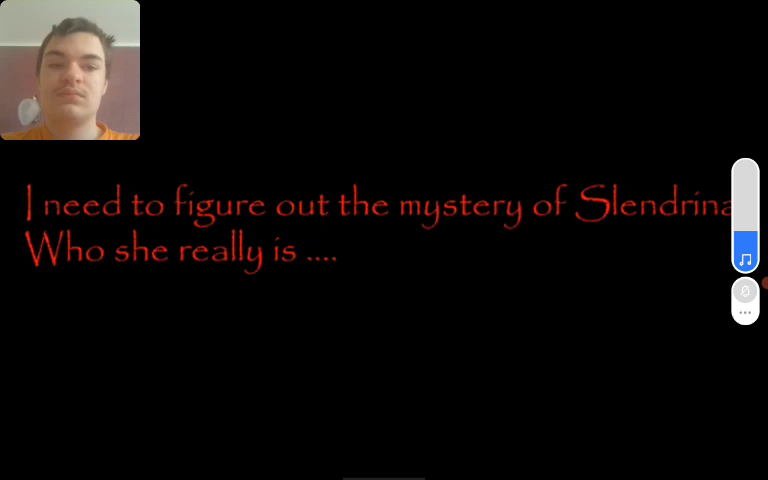 I need to figure out the mystery of Slendrina
Who she really is ....